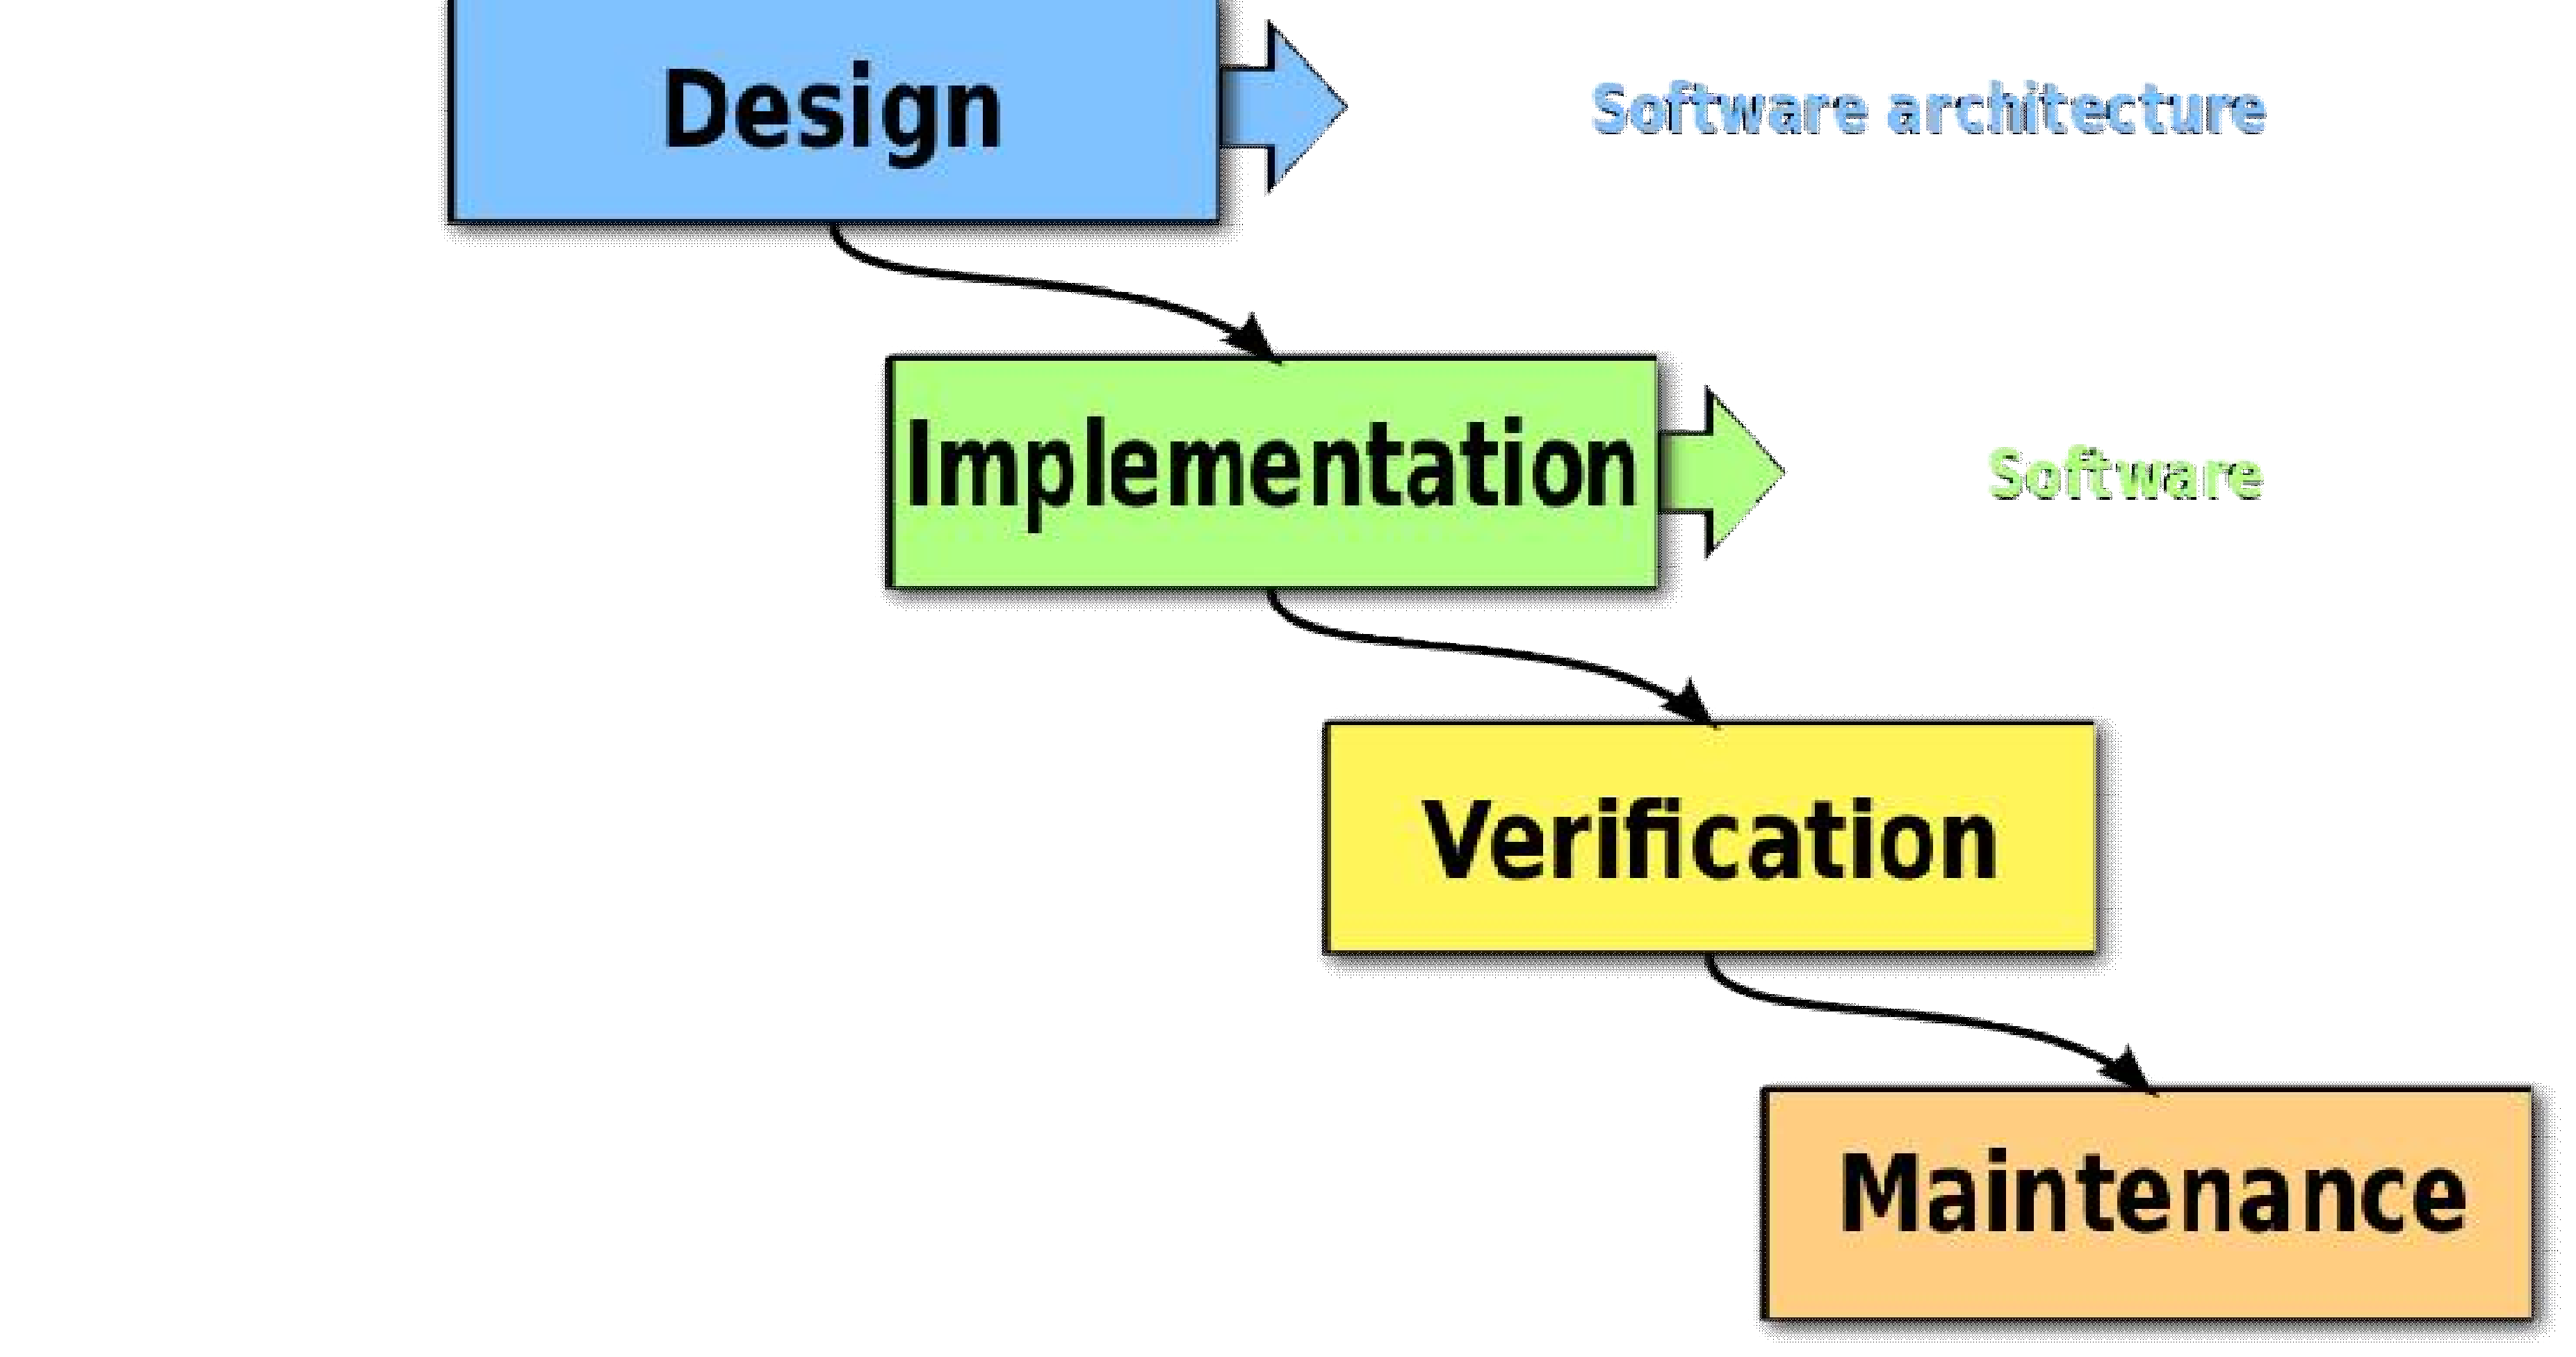 Design
Software architecture
Implementation
Software
Verification
Maintenance